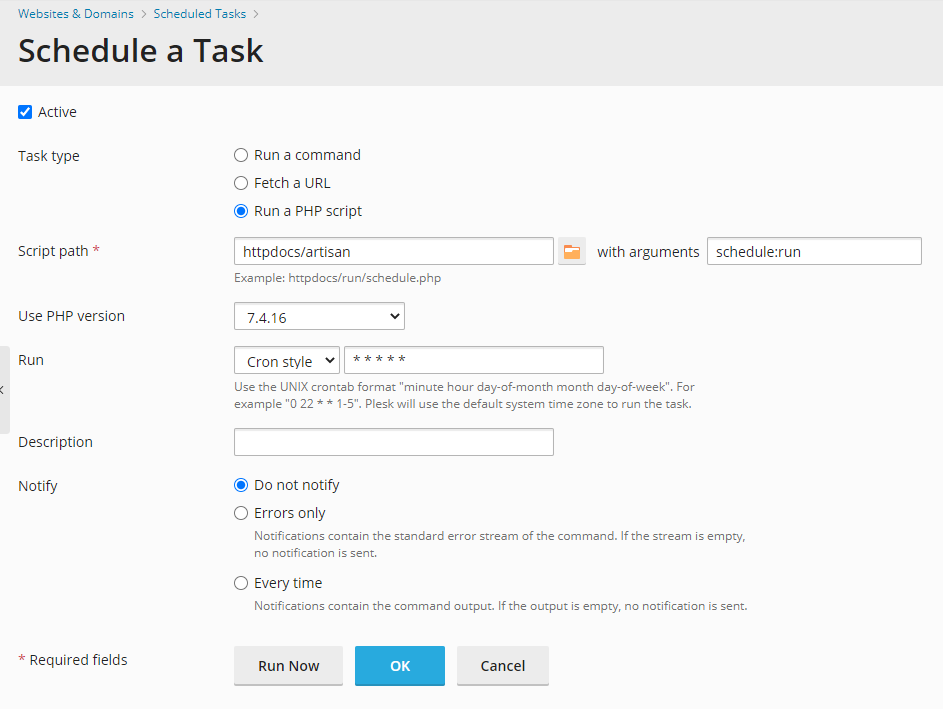 Websites & Domains > Scheduled Tasks >
Schedule a Task
Active
Task type
Run a command
Fetch a URL
Run a PHP script
Script path * httpdocs/artisan with arguments schedule:run
Example: httpdocs/run/schedule.php
Use PHP version 7.4.16
Run Cron style * * * * *
Use the UNIX crontab format "minute hour day-of-month month day-of-week". For
example "0 22 * * 1-5". Plesk will use the default system time zone to run the task.
Description
Notify Do not notify
Errors only
Notifications contain the standard error stream of the command. If the stream is empty,
no notification is sent.
Every time
Notifications contain the command output. If the output is empty, no notification is sent.
* Required fields Run Now OK Cancel